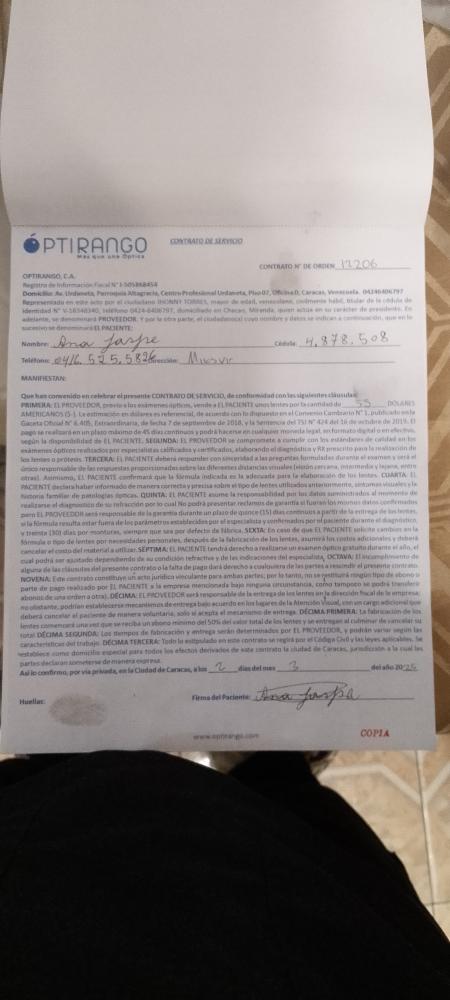 ÓPTIRANGO
Más que una Óptica
CONTRATO DE SERVICIO
CONTRATO N° DE ORDEN 13206
OPTIRANGO, C.A.
Registro de Información Fiscal N° J-505868454
Domicilio: Av. Urdaneta, Parroquia Altagracia, Centro Profesional Urdaneta, Piso 07, Oficina D, Caracas, Venezuela. 04246406797
Representado en este acto por el ciudadano JHONNY TORRES, mayor de edad, venezolano, civilmente hábil, titular de la cédula de
identidad N° V-16340340, teléfono 0424-6406797, domiciliado en Chacao, Miranda, quien actúa en su carácter de presidente. En
adelante, se denominará PROVEEDOR. Y por la otra parte, el ciudadano(a) cuyo nombre y datos se indican a continuación, que en lo
sucesivo se denominará EL PACIENTE:
Nombre: Ana Jaspe Cédula: 4.878.508
Teléfono: 0416.525.5826 Dirección:
MANIFIESTAN:
Que han convenido en celebrar el presente CONTRATO DE SERVICIO, de conformidad con las siguientes cláusulas:
PRIMERA: EL PROVEEDOR, previo a los exámenes ópticos, vende a EL PACIENTE unos lentes por la cantidad de 55 DÓLARES
AMERICANOS ($-). La estimación en dólares es referencial, de acuerdo con lo dispuesto en el Convenio Cambiario N° 1, publicado en la
Gaceta Oficial N° 6.405, Extraordinaria, de fecha 7 de septiembre de 2018, y la Sentencia del TSJ N° 424 del 16 de octubre de 2019. El
pago se realizará en un plazo máximo de 45 días continuos y podrá hacerse en cualquier moneda legal, en formato digital o en efectivo,
según la disponibilidad de EL PACIENTE. SEGUNDA: EL PROVEEDOR se compromete a cumplir con los estándares de calidad en los
exámenes ópticos realizados por especialistas calificados y certificados, elaborando el diagnóstico y RX prescrito para la realización de
los lentes o prótesis. TERCERA: EL PACIENTE deberá responder con sinceridad a las preguntas formuladas durante el examen y será el
único responsable de las respuestas proporcionadas sobre las diferentes distancias visuales (visión cercana, intermedia y lejana, entre
otras). Asimismo, EL PACIENTE confirmará que la fórmula indicada es la adecuada para la elaboración de los lentes. CUARTA: EL
PACIENTE declara haber informado de manera correcta y precisa sobre el tipo de lentes utilizados anteriormente, síntomas visuales y la
historia familiar de patologías ópticas. QUINTA: EL PACIENTE asume la responsabilidad por los datos suministrados al momento de
realizarse el diagnóstico de su refracción por lo cual No podrá presentar reclamos de garantía si fueran los mismos datos confirmados
pero EL PROVEEDOR será responsable de la garantía durante un plazo de quince (15) días continuos a partir de la entrega de los lentes,
si la fórmula resulta estar fuera de los parámetros establecidos por el especialista y confirmados por el paciente durante el diagnóstico,
y treinta (30) días por monturas, siempre que sea por defecto de fábrica. SEXTA: En caso de que EL PACIENTE solicite cambios en la
fórmula o tipo de lentes por necesidades personales, después de la fabricación de los lentes, asumirá los costos adicionales y deberá
cancelar el costo del material a utilizar. SÉPTIMA: EL PACIENTE tendrá derecho a realizarse un examen óptico gratuito durante el año, el
cual podrá ser ajustado dependiendo de su condición refractiva y de las indicaciones del especialista, OCTAVA: El incumplimiento de
alguna de las cláusulas del presente contrato o la falta de pago dará derecho a cualquiera de las partes a rescindir el presente contrato.
NOVENA: Este contrato constituye un acto jurídico vinculante para ambas partes; por lo tanto, no se restituirá ningún tipo de abono o
parte de pago realizado por EL PACIENTE a la empresa mencionada bajo ninguna circunstancia, como tampoco se podrá transferir
abonos de una orden a otra). DÉCIMA: EL PROVEEDOR será responsable de la entrega de los lentes en la dirección fiscal de la empresa;
no obstante, podrían establecerse mecanismos de entrega bajo acuerdo en los lugares de la Atención Visual, con un cargo adicional que
deberá cancelar el paciente de manera voluntaria, solo si acepta el mecanismo de entrega. DÉCIMA PRIMERA: La fabricación de los
lentes comenzará una vez que se reciba un abono mínimo del 50% del valor total de los lentes y se entregan al culminar de cancelar su
total DÉCIMA SEGUNDA: Los tiempos de fabricación y entrega serán determinados por EL PROVEEDOR, y podrán variar según las
características del trabajo. DÉCIMA TERCERA: Todo lo estipulado en este contrato se regirá por el Código Civil y las leyes aplicables. Se
establece como domicilio especial para todos los efectos derivados de este contrato la ciudad de Caracas, jurisdicción a la cual las
partes declaran someterse de manera expresa.
Así lo confirmo, por vía privada, en la Ciudad de Caracas, a los 2 días del mes 3 del año 2025
Huellas: Firma del Paciente: Ana Jaspe
www.optirango.com
COPIA